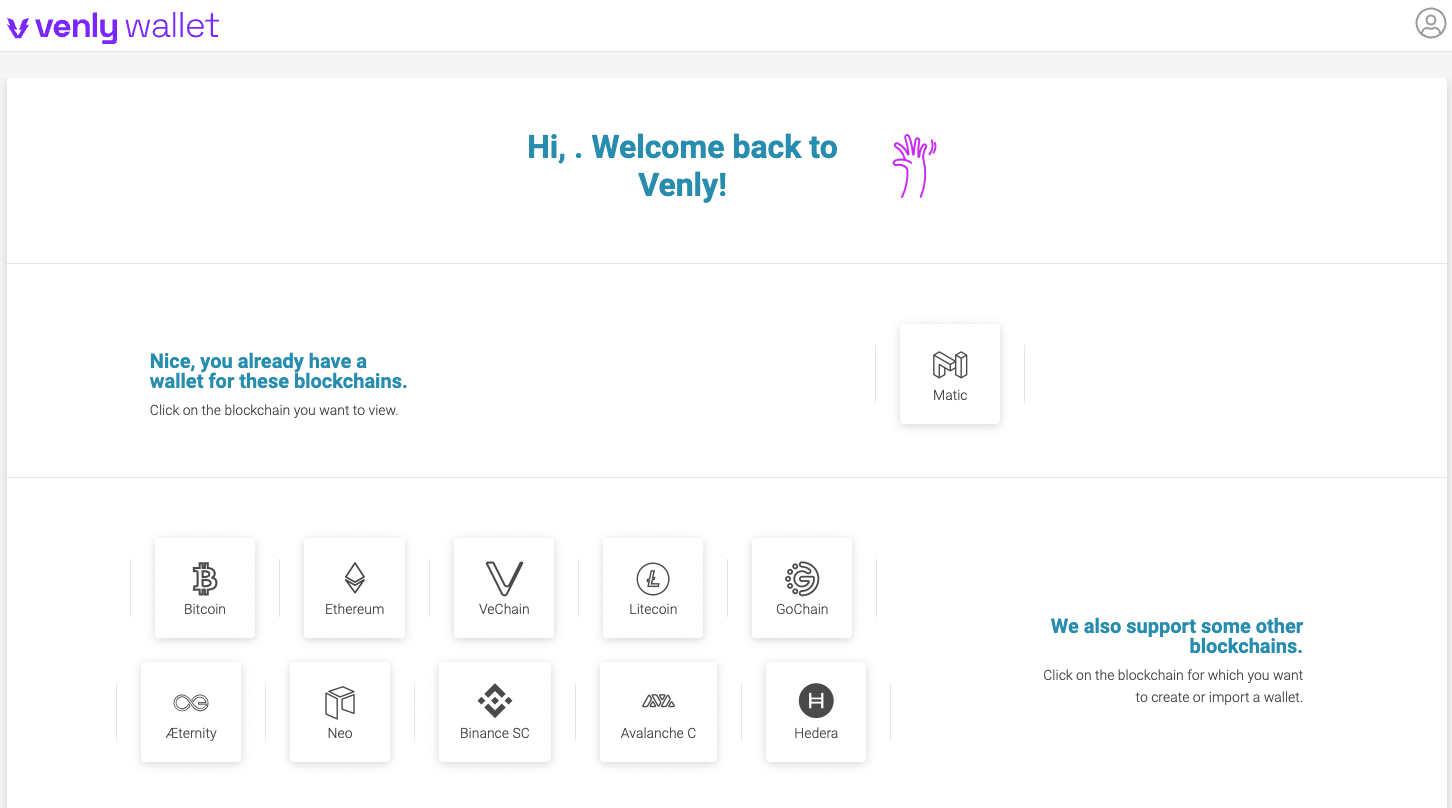 venly wallet
Hi, . Welcome back to
Venly!
Nice, you already have a
wallet for these blockchains.
Click on the blockchain you want to view.
Matic
Bitcoin
Ethereum
VeChain
Litecoin
GoChain
Æternity
Neo
Binance SC
Avalanche C
Hedera
We also support some other
blockchains.
Click on the blockchain for which you want
to create or import a wallet.